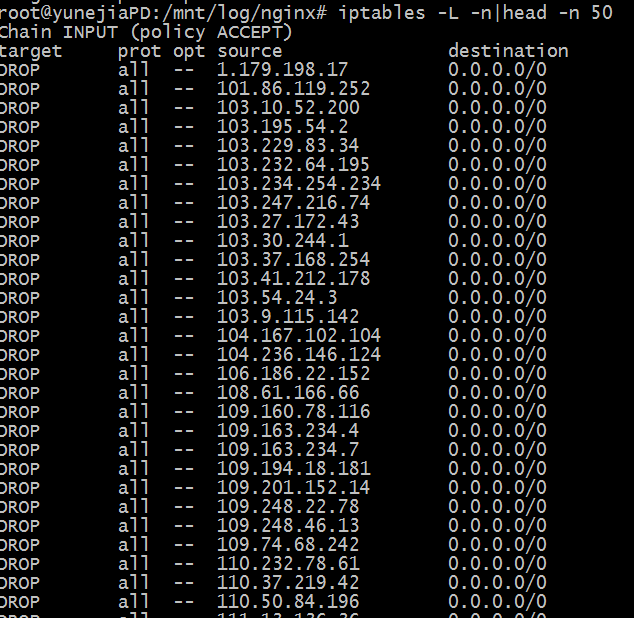 root@yunejiaPD:/mnt/log/nginx# iptables -L -n|head -n 50
Chain INPUT (policy ACCEPT)
target prot opt source destination
DROP all -- 1.179.198.17 0.0.0.0/0
DROP all -- 101.86.119.252 0.0.0.0/0
DROP all -- 103.10.52.200 0.0.0.0/0
DROP all -- 103.195.54.2 0.0.0.0/0
DROP all -- 103.229.83.34 0.0.0.0/0
DROP all -- 103.232.64.195 0.0.0.0/0
DROP all -- 103.234.254.234 0.0.0.0/0
DROP all -- 103.247.216.74 0.0.0.0/0
DROP all -- 103.27.172.43 0.0.0.0/0
DROP all -- 103.30.244.1 0.0.0.0/0
DROP all -- 103.37.168.254 0.0.0.0/0
DROP all -- 103.41.212.178 0.0.0.0/0
DROP all -- 103.54.24.3 0.0.0.0/0
DROP all -- 103.9.115.142 0.0.0.0/0
DROP all -- 104.167.102.104 0.0.0.0/0
DROP all -- 104.236.146.124 0.0.0.0/0
DROP all -- 106.186.22.152 0.0.0.0/0
DROP all -- 108.61.166.66 0.0.0.0/0
DROP all -- 109.160.78.116 0.0.0.0/0
DROP all -- 109.163.234.4 0.0.0.0/0
DROP all -- 109.163.234.7 0.0.0.0/0
DROP all -- 109.194.18.181 0.0.0.0/0
DROP all -- 109.201.152.14 0.0.0.0/0
DROP all -- 109.248.22.78 0.0.0.0/0
DROP all -- 109.248.46.13 0.0.0.0/0
DROP all -- 109.74.68.242 0.0.0.0/0
DROP all -- 110.232.78.61 0.0.0.0/0
DROP all -- 110.37.219.42 0.0.0.0/0
DROP all -- 110.50.84.196 0.0.0.0/0